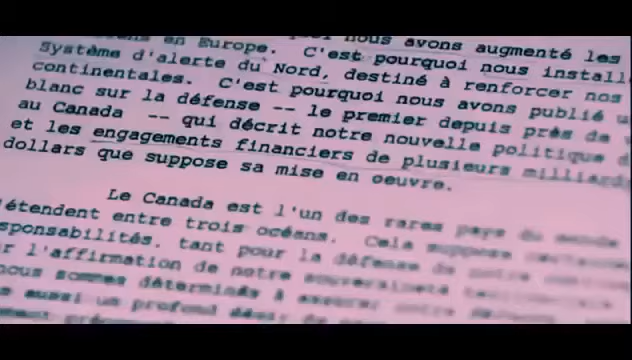 en Europe. C'est pourquoi nous avons augmenté les
Système d'alerte du Nord, destiné à renforcer nos
continentales. C'est pourquoi nous avons publié
blanc sur la défense -- le premier depuis près de
au Canada -- qui décrit notre nouvelle politique
et les engagements financiers de plusieurs milliards
dollars que suppose sa mise en oeuvre.
Le Canada est l'un des rares pays du monde
étendent entre trois océans. Cela suppose
responsabilités, tant pour la défense de notre
l'affirmation de notre souveraineté
nous sommes déterminés à assurer notre
aussi un profond désir de